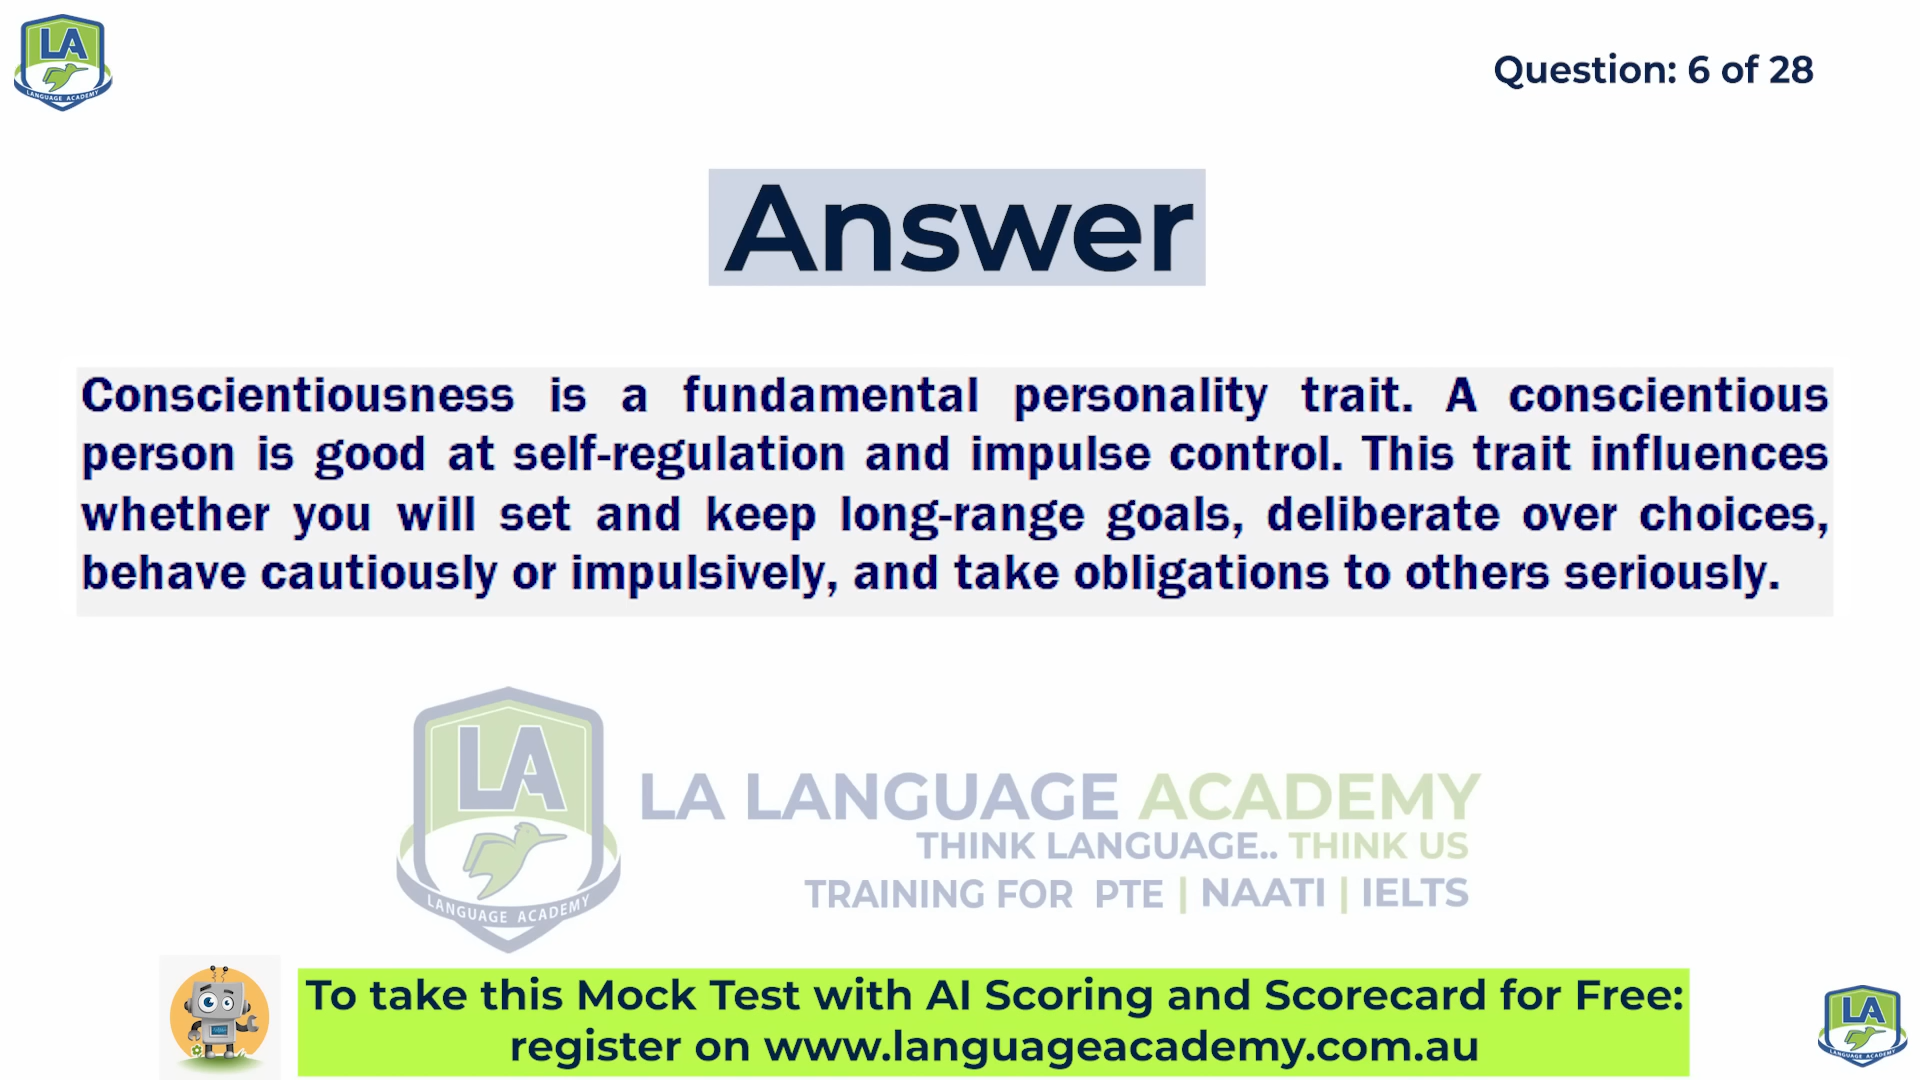 LA
LANGUAGE ACADEMY
Question: 6 of 28
Answer
Conscientiousness is a fundamental personality trait. A conscientious
person is good at self-regulation and impulse control. This trait influences
whether you will set and keep long-range goals, deliberate over choices,
behave cautiously or impulsively, and take obligations to others seriously.
LA
LANGUAGE ACADEMY
LA LANGUAGE ACADEMY
THINK LANGUAGE.. THINK US
TRAINING FOR PTE | NAATI | IELTS
To take this Mock Test with AI Scoring and Scorecard for Free:
register on www.languageacademy.com.au
LA
LANGUAGE ACADEMY